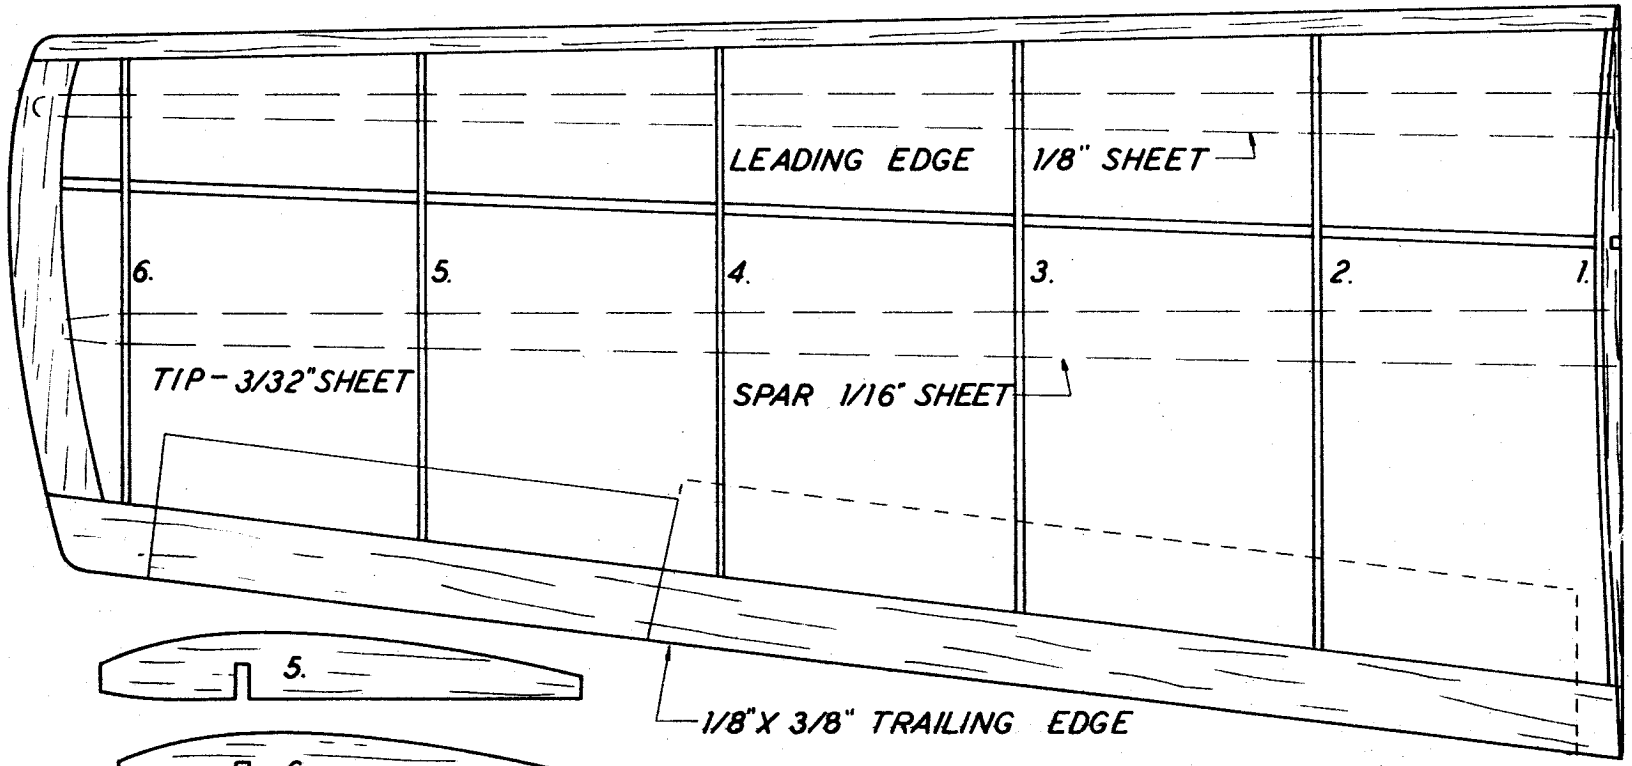 LEADING EDGE 1/8" SHEET
6. 5. 4. 3. 2. 1.
TIP - 3/32" SHEET
SPAR 1/16" SHEET
5.
1/8" X 3/8" TRAILING EDGE